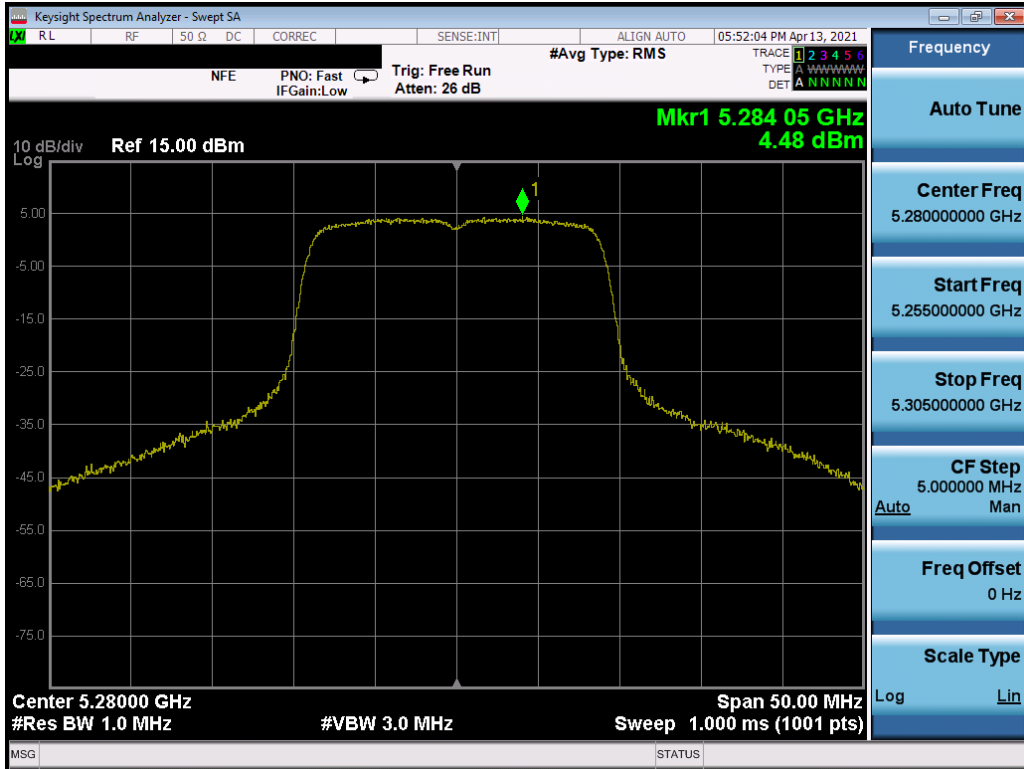 Keysight Spectrum Analyzer - Swept SA
LXI RL RF 50 Ω DC CORREC SENSE:INT ALIGN AUTO 05:52:04 PM Apr 13, 2021
NFE PNO: Fast Trig: Free Run #Avg Type: RMS TRACE 1 2 3 4 5 6
IFGain:Low Atten: 26 dB TYPE A W W W W W
DET A N N N N N
Mkr1 5.284 05 GHz
4.48 dBm
10 dB/div Ref 15.00 dBm
Log
1
5.00
-5.00
-15.0
-25.0
-35.0
-45.0
-55.0
-65.0
-75.0
Center 5.28000 GHz Span 50.00 MHz
#Res BW 1.0 MHz #VBW 3.0 MHz Sweep 1.000 ms (1001 pts)
MSG STATUS
Frequency
Auto Tune
Center Freq
5.280000000 GHz
Start Freq
5.255000000 GHz
Stop Freq
5.305000000 GHz
CF Step
5.000000 MHz
Auto Man
Freq Offset
0 Hz
Scale Type
Log Lin